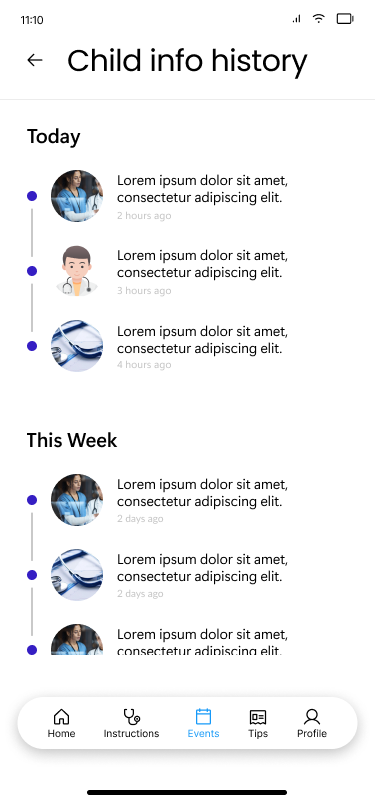 11:10
Child info history
Today
Lorem ipsum dolor sit amet,
consectetur adipiscing elit.
2 hours ago
Lorem ipsum dolor sit amet,
consectetur adipiscing elit.
3 hours ago
Lorem ipsum dolor sit amet,
consectetur adipiscing elit.
4 hours ago
This Week
Lorem ipsum dolor sit amet,
consectetur adipiscing elit.
2 days ago
Lorem ipsum dolor sit amet,
consectetur adipiscing elit.
2 days ago
Lorem ipsum dolor sit amet,
consectetur adipiscing elit.
Home Instructions Events Tips Profile